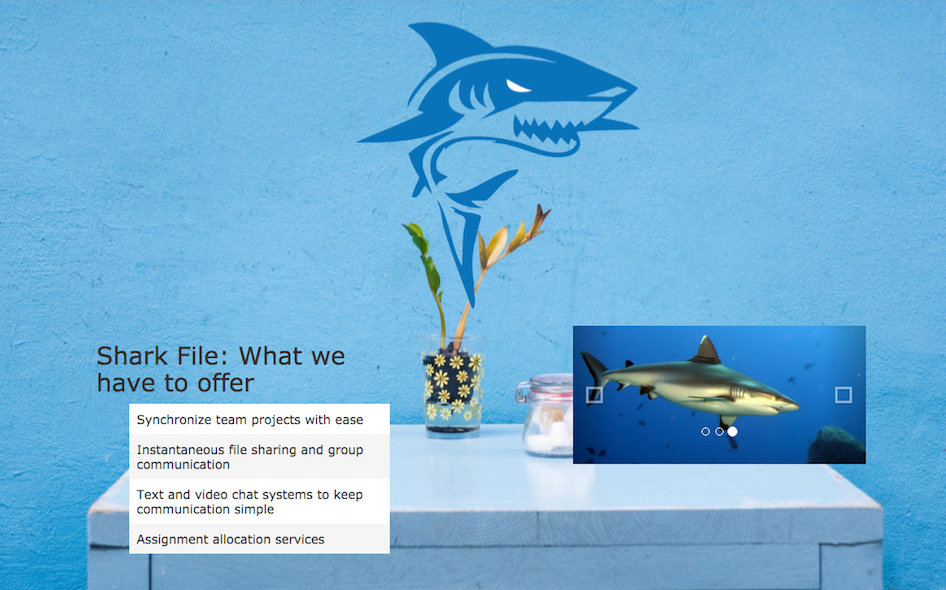 Shark File: What we
have to offer
Synchronize team projects with ease
Instantaneous file sharing and group
communication
Text and video chat systems to keep
communication simple
Assignment allocation services